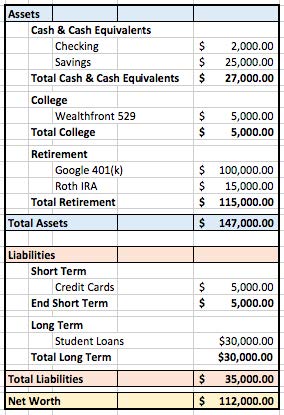 Assets
Cash & Cash Equivalents
Checking $ 2,000.00
Savings $ 25,000.00
Total Cash & Cash Equivalents $ 27,000.00
College
Wealthfront 529 $ 5,000.00
Total College $ 5,000.00
Retirement
Google 401(k) $ 100,000.00
Roth IRA $ 15,000.00
Total Retirement $ 115,000.00
Total Assets $ 147,000.00
Liabilities
Short Term
Credit Cards $ 5,000.00
End Short Term $ 5,000.00
Long Term
Student Loans $30,000.00
Total Long Term $30,000.00
Total Liabilities $ 35,000.00
Net Worth $ 112,000.00